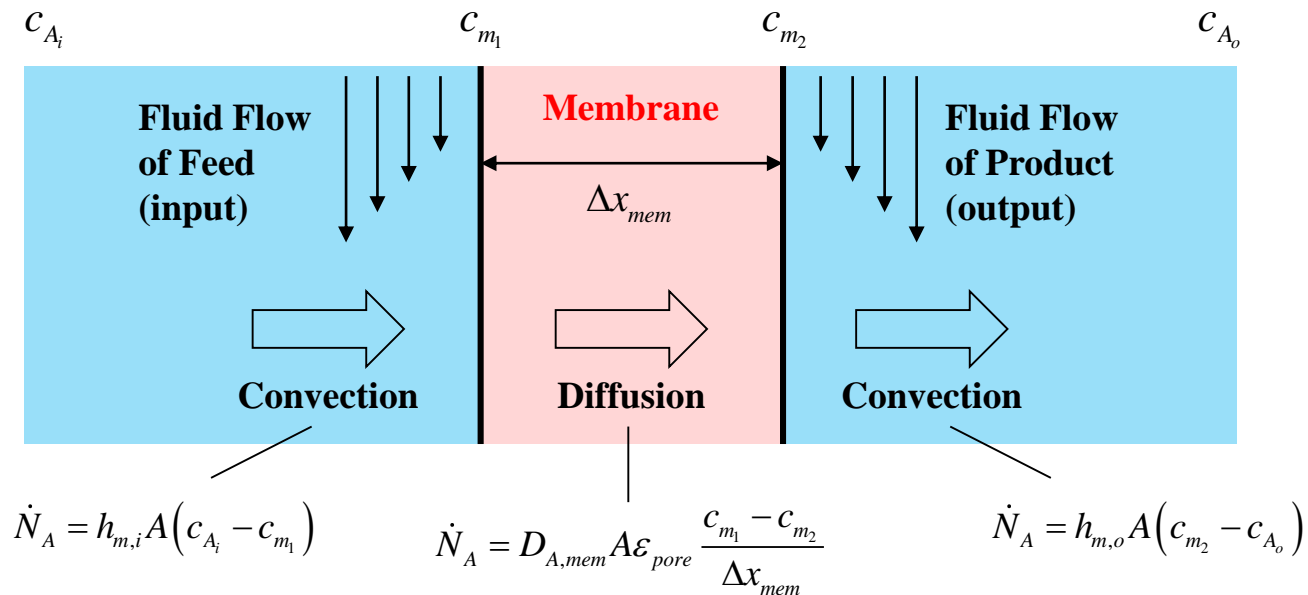 c_{A_i} c_{m_1} c_{m_2} c_{A_o}
Fluid Flow
of Feed
(input)
Membrane
Δx_{mem}
Fluid Flow
of Product
(output)
Convection
Diffusion
Convection
Ṅ_A = h_{m,i} A(c_{A_i} − c_{m_1})
Ṅ_A = D_{A,mem} Aε_{pore} \frac{c_{m_1} − c_{m_2}}{Δx_{mem}}
Ṅ_A = h_{m,o} A(c_{m_2} − c_{A_o})